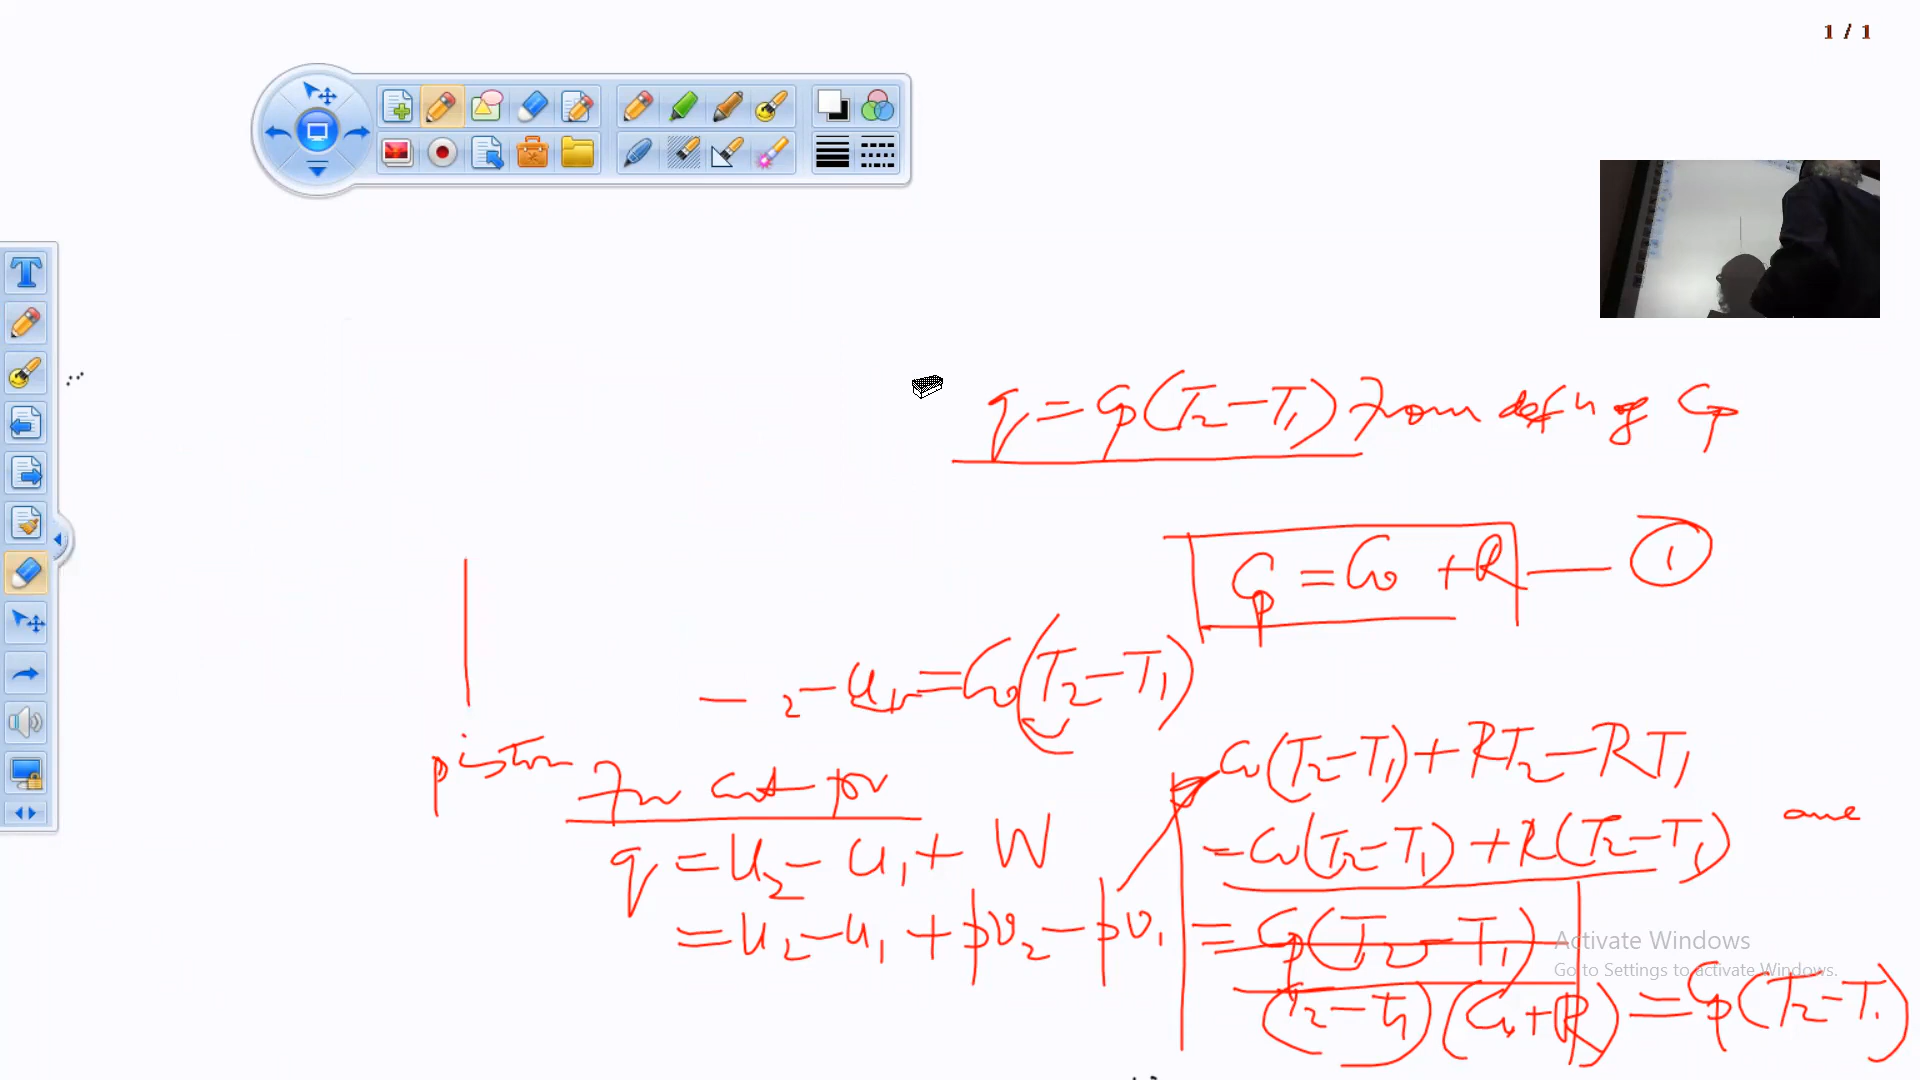 1 / 1
q = Cp(T2-T1) from defn of Cp
Cp = Cv + R — 1
— 2 - u1 = Cv(T2-T1)
piston
For cnst pr
q = u2 - u1 + W
= u2 - u1 + pv2 - pv1
Cv(T2-T1) + RT2 - RT1
= Cv(T2-T1) + R(T2-T1)
= Cp(T2-T1)
(T2-T1)(Cv+R) = Cp(T2-T1)
Activate Windows
Go to Settings to activate Windows.